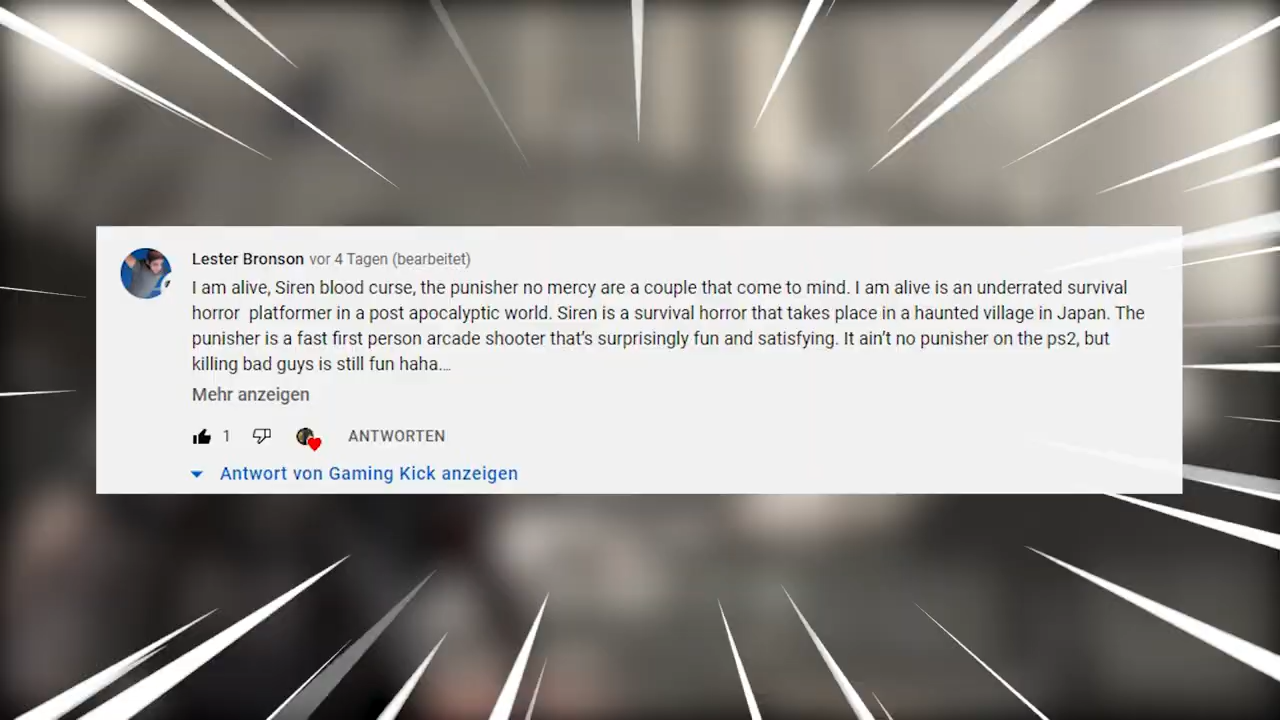 Lester Bronson vor 4 Tagen (bearbeitet)
I am alive, Siren blood curse, the punisher no mercy are a couple that come to mind. I am alive is an underrated survival
horror  platformer in a post apocalyptic world. Siren is a survival horror that takes place in a haunted village in Japan. The
punisher is a fast first person arcade shooter that's surprisingly fun and satisfying. It ain’t no punisher on the ps2, but
killing bad guys is still fun haha...
Mehr anzeigen
1 ANTWORTEN
Antwort von Gaming Kick anzeigen